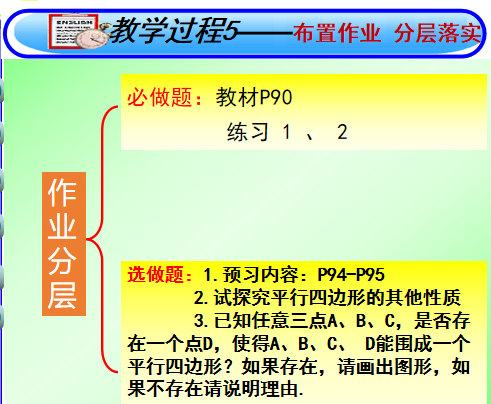 ENGLISH
教学过程5——布置作业 分层落实
作业分层
必做题：教材P90
练习 1 、 2
选做题：1.预习内容：P94-P95
2.试探究平行四边形的其他性质
3.已知任意三点A、B、C，是否存
在一个点D，使得A、B、C、 D能围成一个
平行四边形？如果存在，请画出图形，如
果不存在请说明理由.